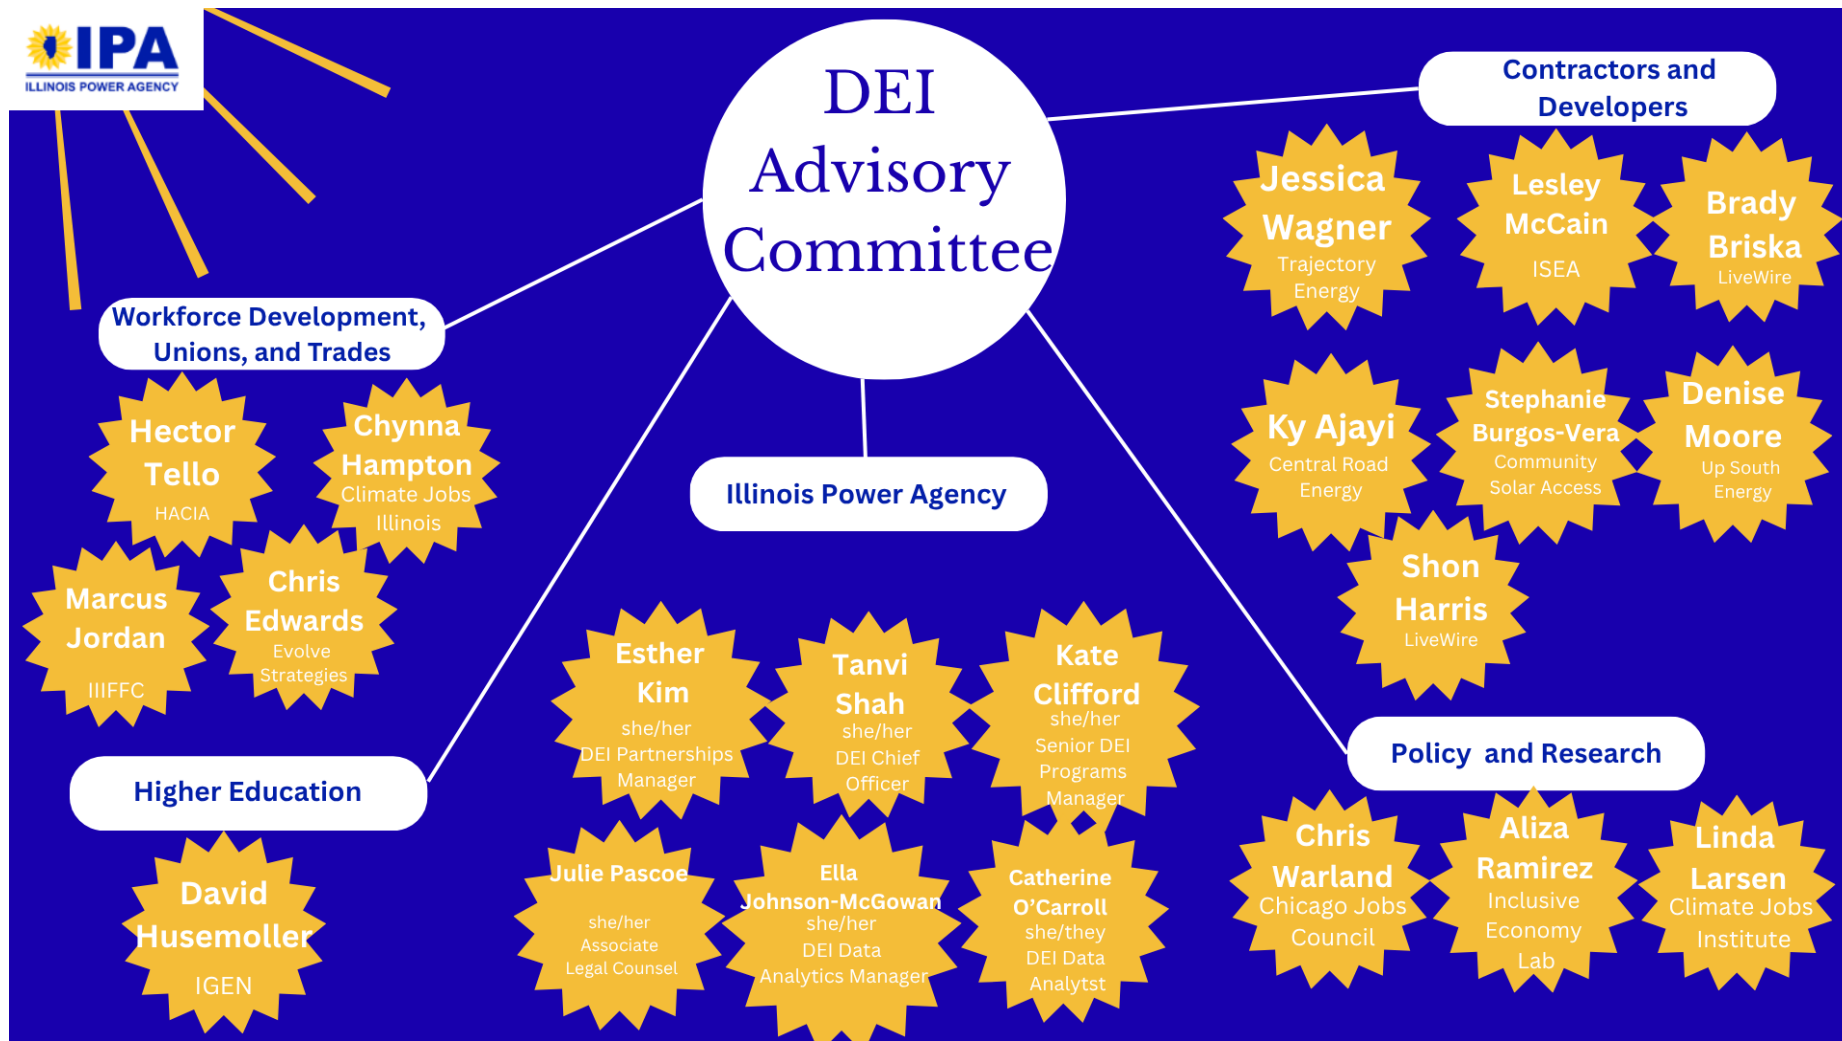 IPA
ILLINOIS POWER AGENCY
DEI
Advisory
Committee
Workforce Development,
Unions, and Trades
Hector
Tello
HACIA
Chynna
Hampton
Climate Jobs
Illinois
Marcus
Jordan
IIIFFC
Chris
Edwards
Evolve
Strategies
Higher Education
David
Husemoller
IGEN
Illinois Power Agency
Esther
Kim
she/her
DEI Partnerships
Manager
Tanvi
Shah
she/her
DEI Chief
Officer
Kate
Clifford
she/her
Senior DEI
Programs
Manager
Julie Pascoe
she/her
Associate
Legal Counsel
Ella
Johnson-McGowan
she/her
DEI Data
Analytics Manager
Catherine
O’Carroll
she/they
DEI Data
Analytst
Contractors and
Developers
Jessica
Wagner
Trajectory
Energy
Lesley
McCain
ISEA
Brady
Briska
LiveWire
Ky Ajayi
Central Road
Energy
Stephanie
Burgos-Vera
Community
Solar Access
Denise
Moore
Up South
Energy
Shon
Harris
LiveWire
Policy  and Research
Chris
Warland
Chicago Jobs
Council
Aliza
Ramirez
Inclusive
Economy
Lab
Linda
Larsen
Climate Jobs
Institute